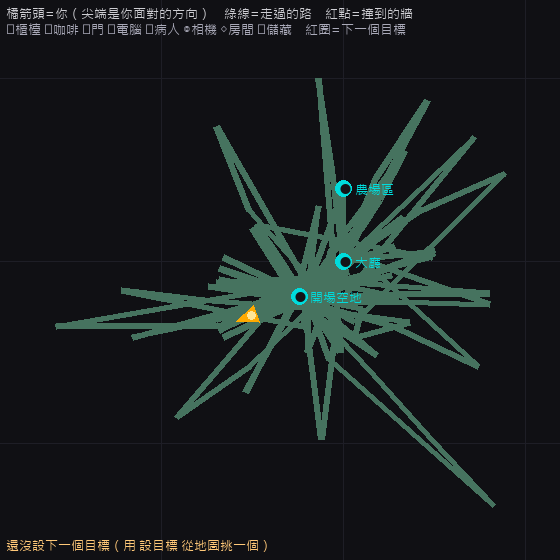 橘箭頭=你（尖端是你面對的方向）　綠線=走過的路　紅點=撞到的牆
櫃檯 咖啡 門 電腦 病人 相機 ◇房間 儲藏　紅圈=下一個目標
農場區
大廳
開場空地
還沒設下一個目標（用 設目標 從地圖挑一個）